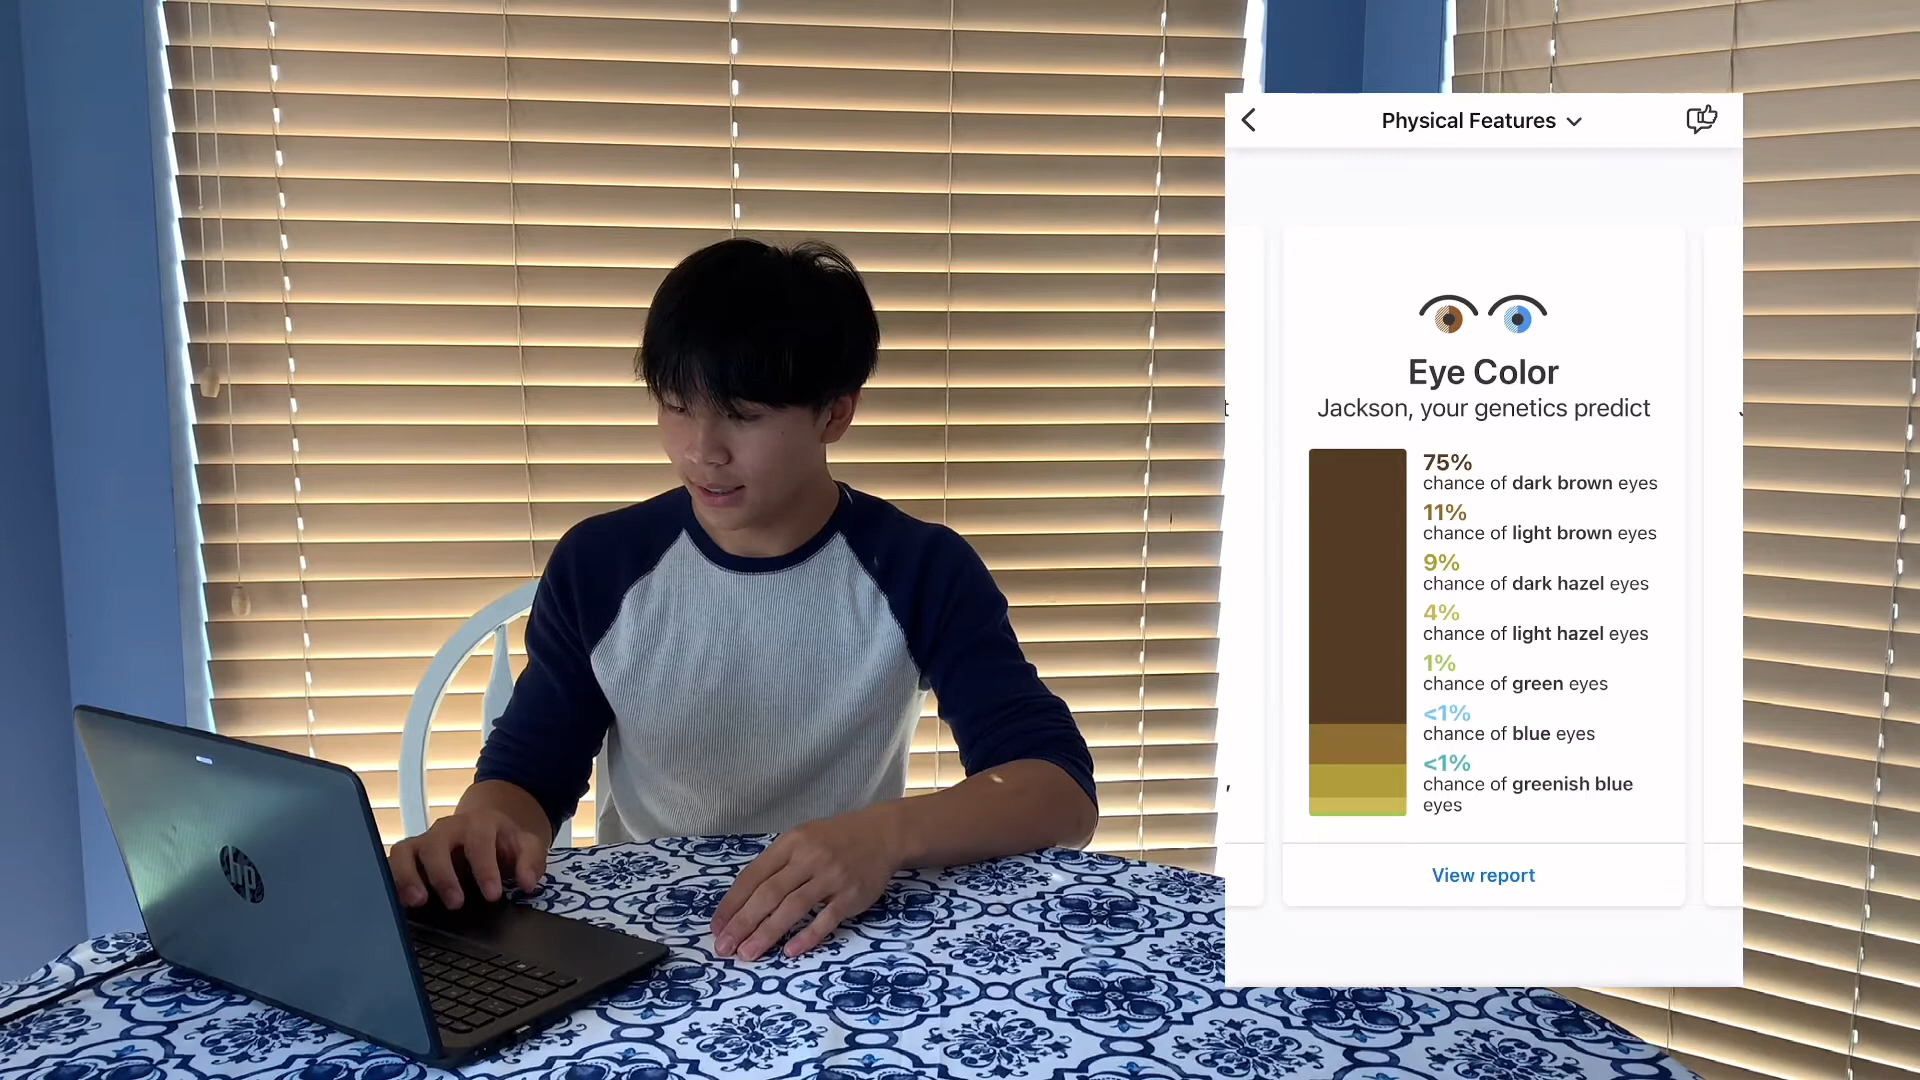 Physical Features
Eye Color
Jackson, your genetics predict
75%
chance of dark brown eyes
11%
chance of light brown eyes
9%
chance of dark hazel eyes
4%
chance of light hazel eyes
1%
chance of green eyes
<1%
chance of blue eyes
<1%
chance of greenish blue
eyes
View report
hp